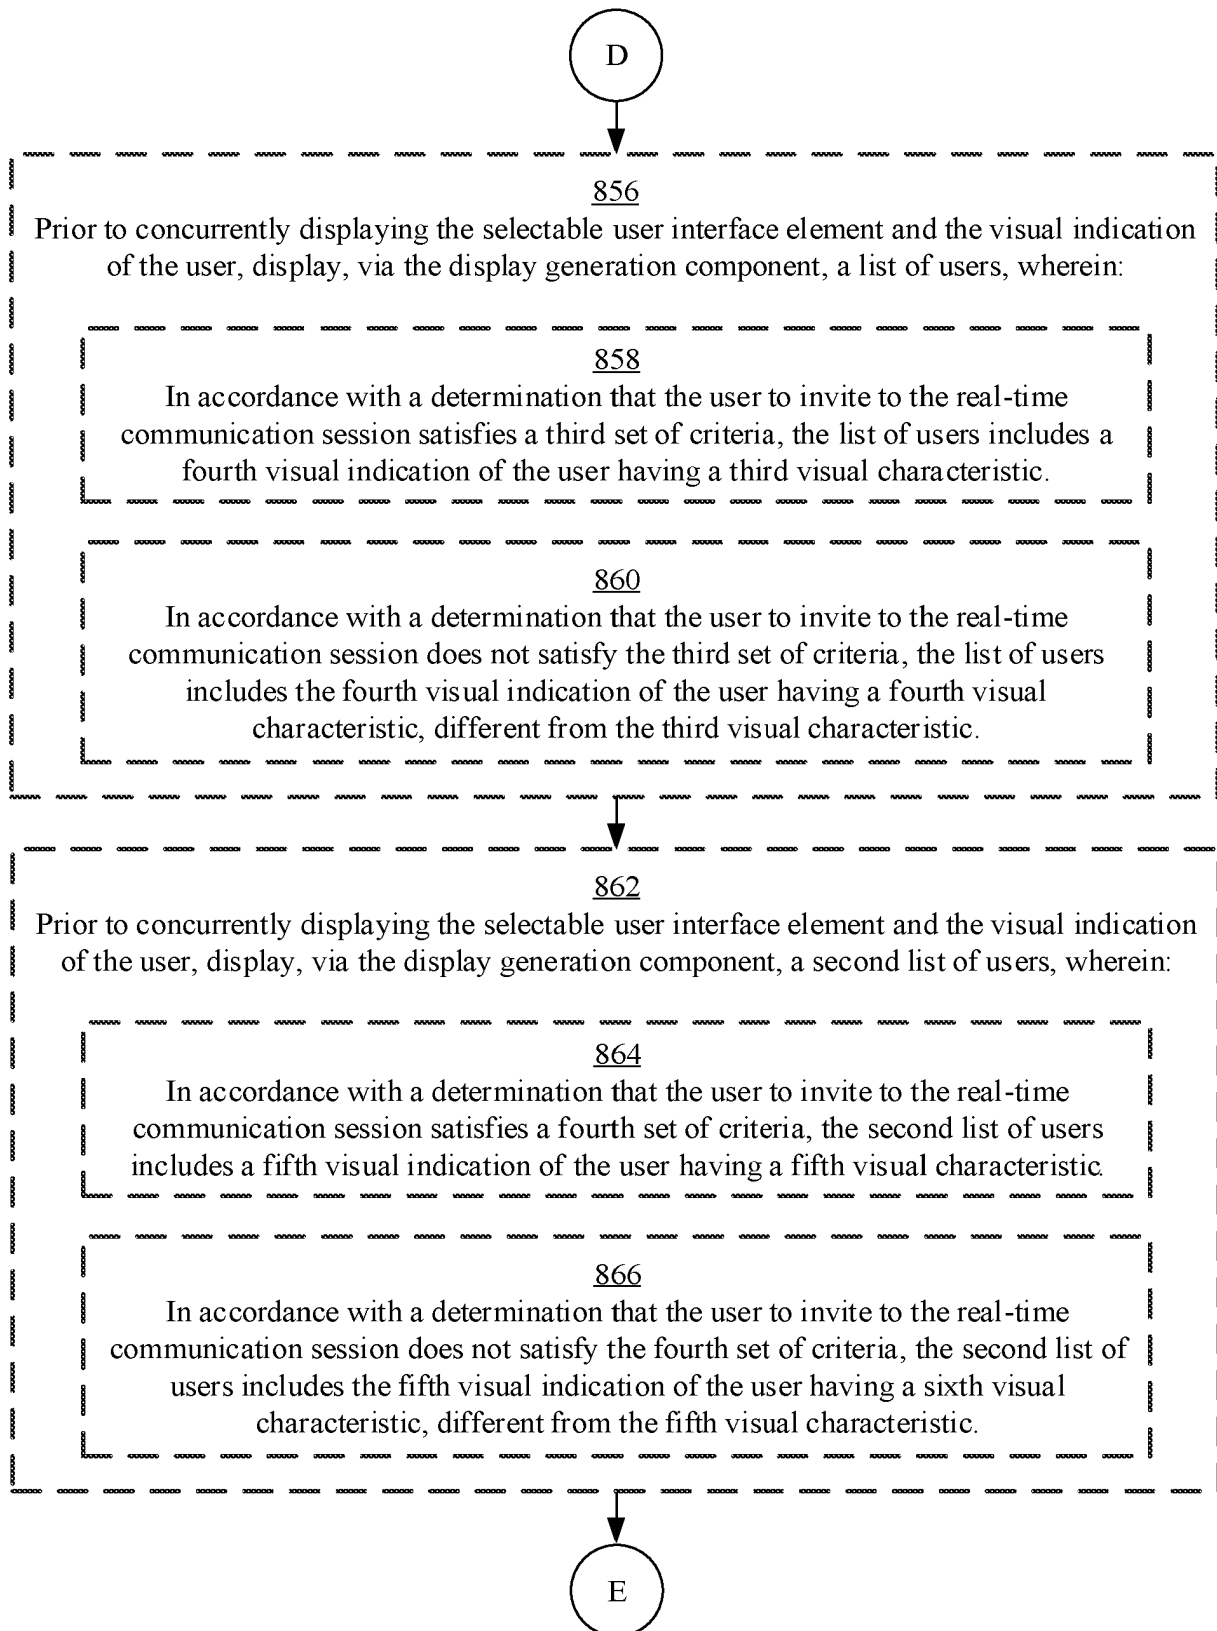 D
856
Prior to concurrently displaying the selectable user interface element and the visual indication
of the user, display, via the display generation component, a list of users, wherein:
858
In accordance with a determination that the user to invite to the real-time
communication session satisfies a third set of criteria, the list of users includes a
fourth visual indication of the user having a third visual characteristic.
860
In accordance with a determination that the user to invite to the real-time
communication session does not satisfy the third set of criteria, the list of users
includes the fourth visual indication of the user having a fourth visual
characteristic, different from the third visual characteristic.
862
Prior to concurrently displaying the selectable user interface element and the visual indication
of the user, display, via the display generation component, a second list of users, wherein:
864
In accordance with a determination that the user to invite to the real-time
communication session satisfies a fourth set of criteria, the second list of users
includes a fifth visual indication of the user having a fifth visual characteristic.
866
In accordance with a determination that the user to invite to the real-time
communication session does not satisfy the fourth set of criteria, the second list of
users includes the fifth visual indication of the user having a sixth visual
characteristic, different from the fifth visual characteristic.
E